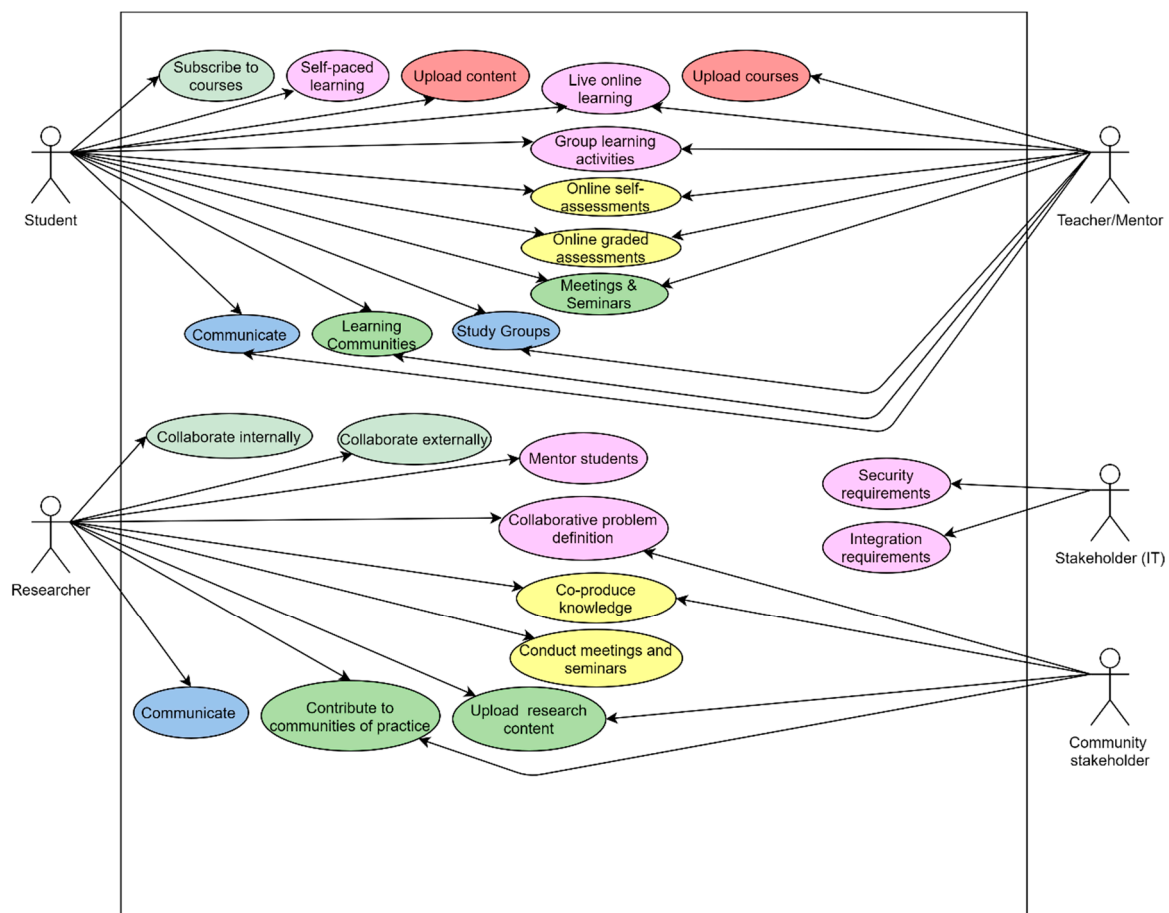 Subscribe to
courses
Self-paced
learning
Upload content
Live online
learning
Upload courses
Group learning
activities
Online self-
assessments
Online graded
assessments
Meetings &
Seminars
Student
Teacher/Mentor
Communicate
Learning
Communities
Study Groups
Collaborate internally
Collaborate externally
Mentor students
Security
requirements
Collaborative problem
definition
Integration
requirements
Researcher
Stakeholder (IT)
Co-produce
knowledge
Conduct meetings and
seminars
Communicate
Contribute to
communities of practice
Upload research
content
Community
stakeholder